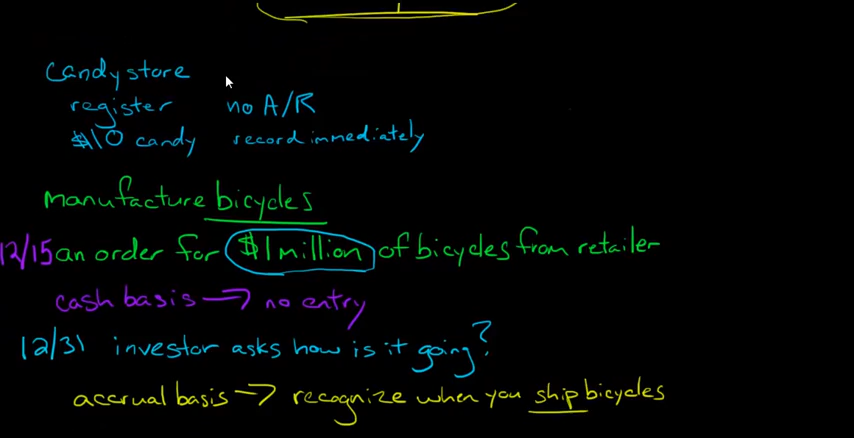 candy store
register no A/R
$10 candy record immediately
manufacture bicycles
12/15 an order for $1 million of bicycles from retailer
cash basis → no entry
12/31 investor asks how is it going?
accrual basis → recognize when you ship bicycles